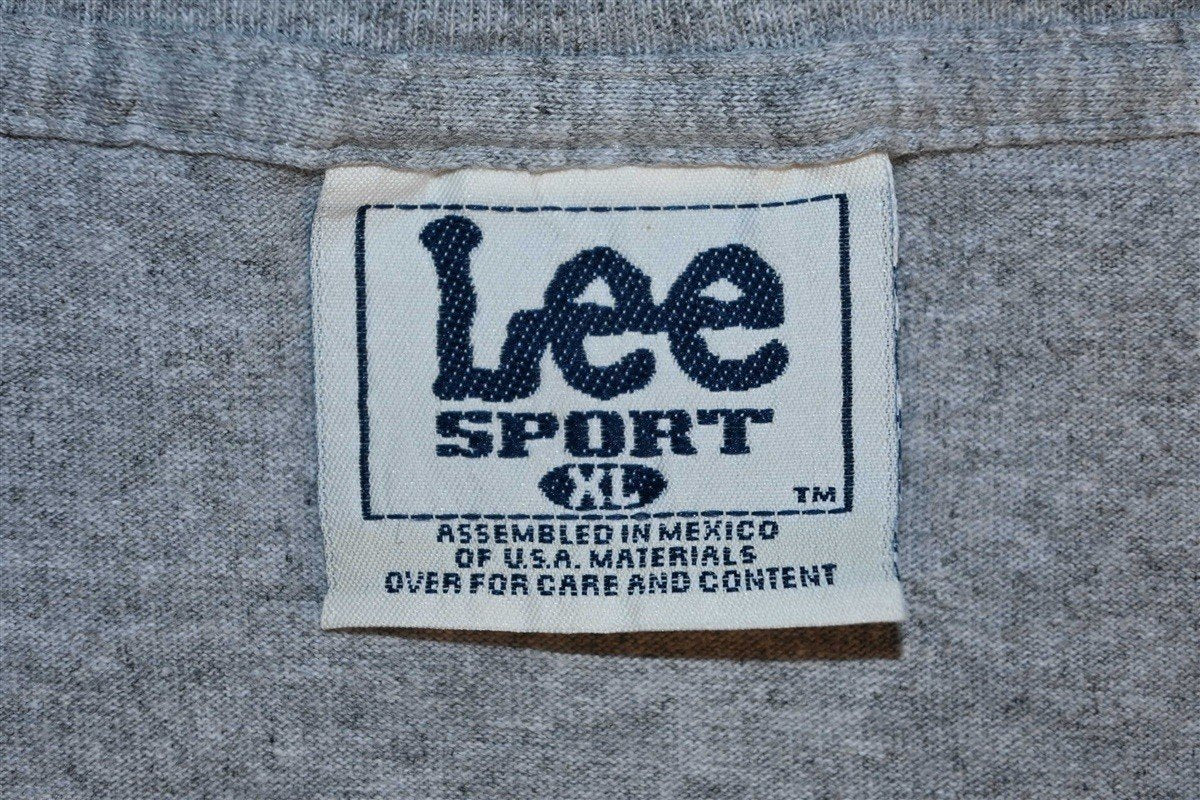 Lee
SPORT
XL
TM
ASSEMBLED IN MEXICO
OF U.S.A. MATERIALS
OVER FOR CARE AND CONTENT